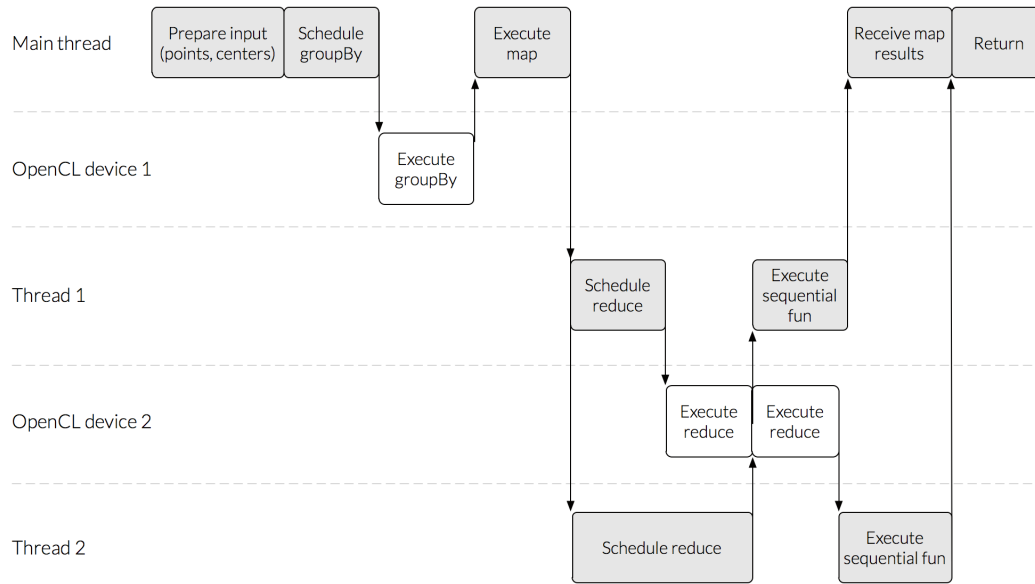 Main thread
Prepare input
(points, centers)
Schedule
groupBy
Execute
map
Receive map
results
Return
OpenCL device 1
Execute
groupBy
Thread 1
Schedule
reduce
Execute
sequential
fun
OpenCL device 2
Execute
reduce
Execute
reduce
Thread 2
Schedule reduce
Execute
sequential fun